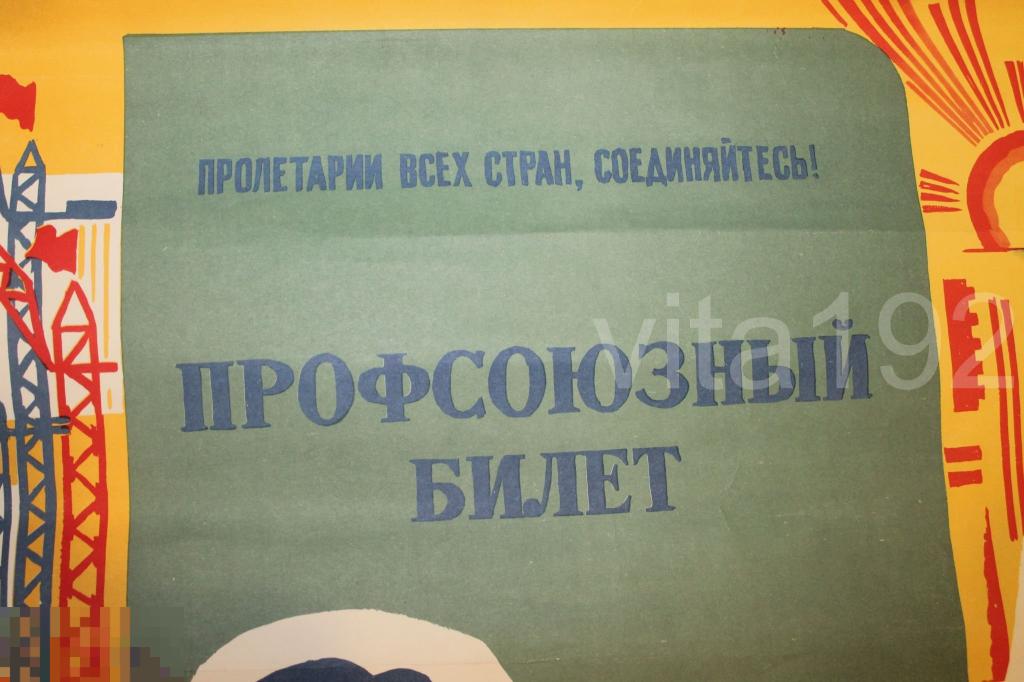 ПРОЛЕТАРИИ ВСЕХ СТРАН, СОЕДИНЯЙТЕСЬ!
ПРОФСОЮЗНЫЙ
БИЛЕТ
vita192